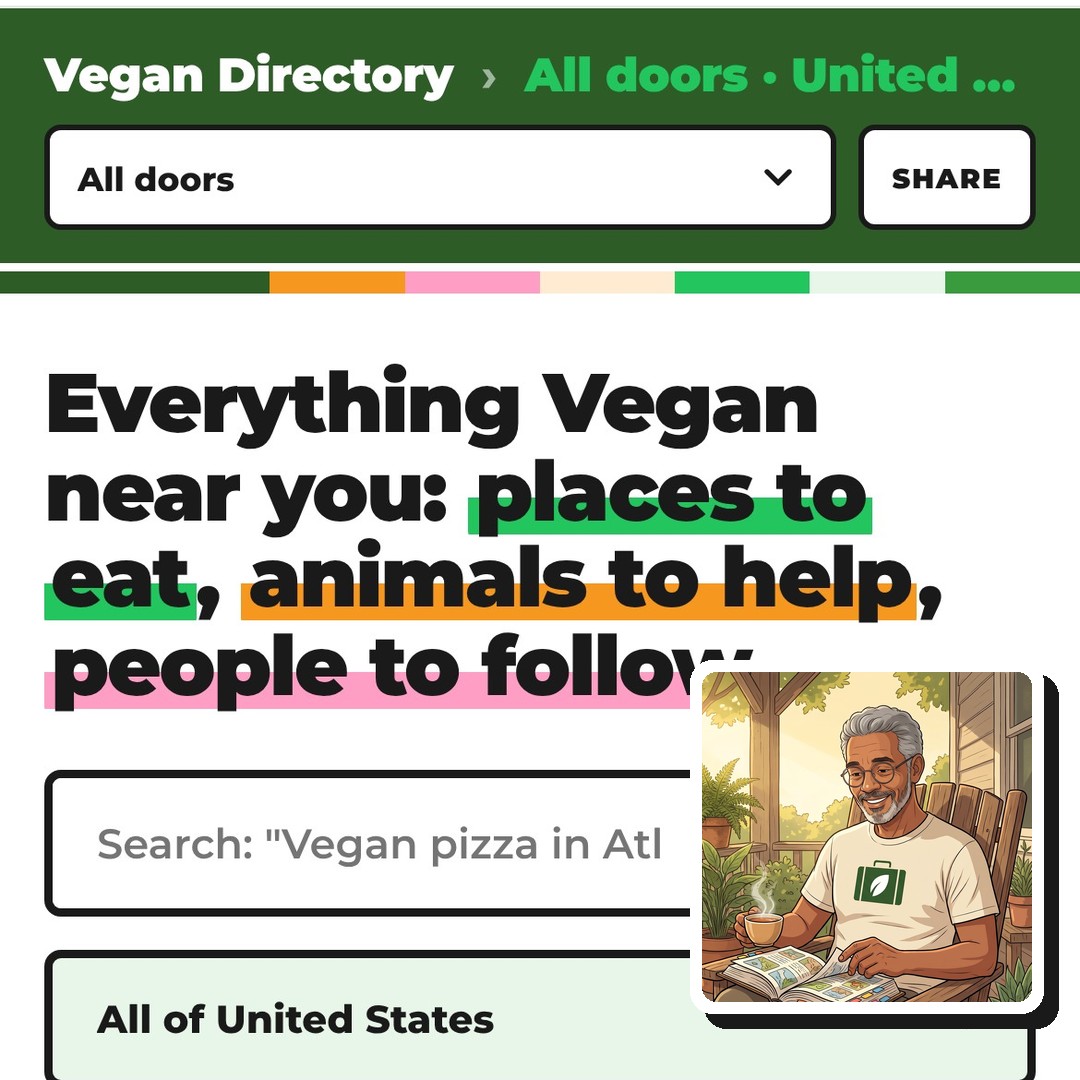 Vegan Directory › All doors • United ...
All doors
SHARE
Everything Vegan
near you: places to
eat, animals to help,
people to follow
Search: "Vegan pizza in Atl
All of United States